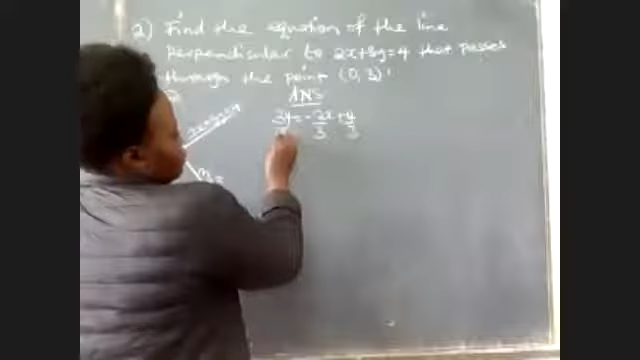 2) Find the equation of the line
Perpendicular to 2x+3y=4 that passes
through the point (0, 3)
ANS
3y = -2x + 4
3 3 3